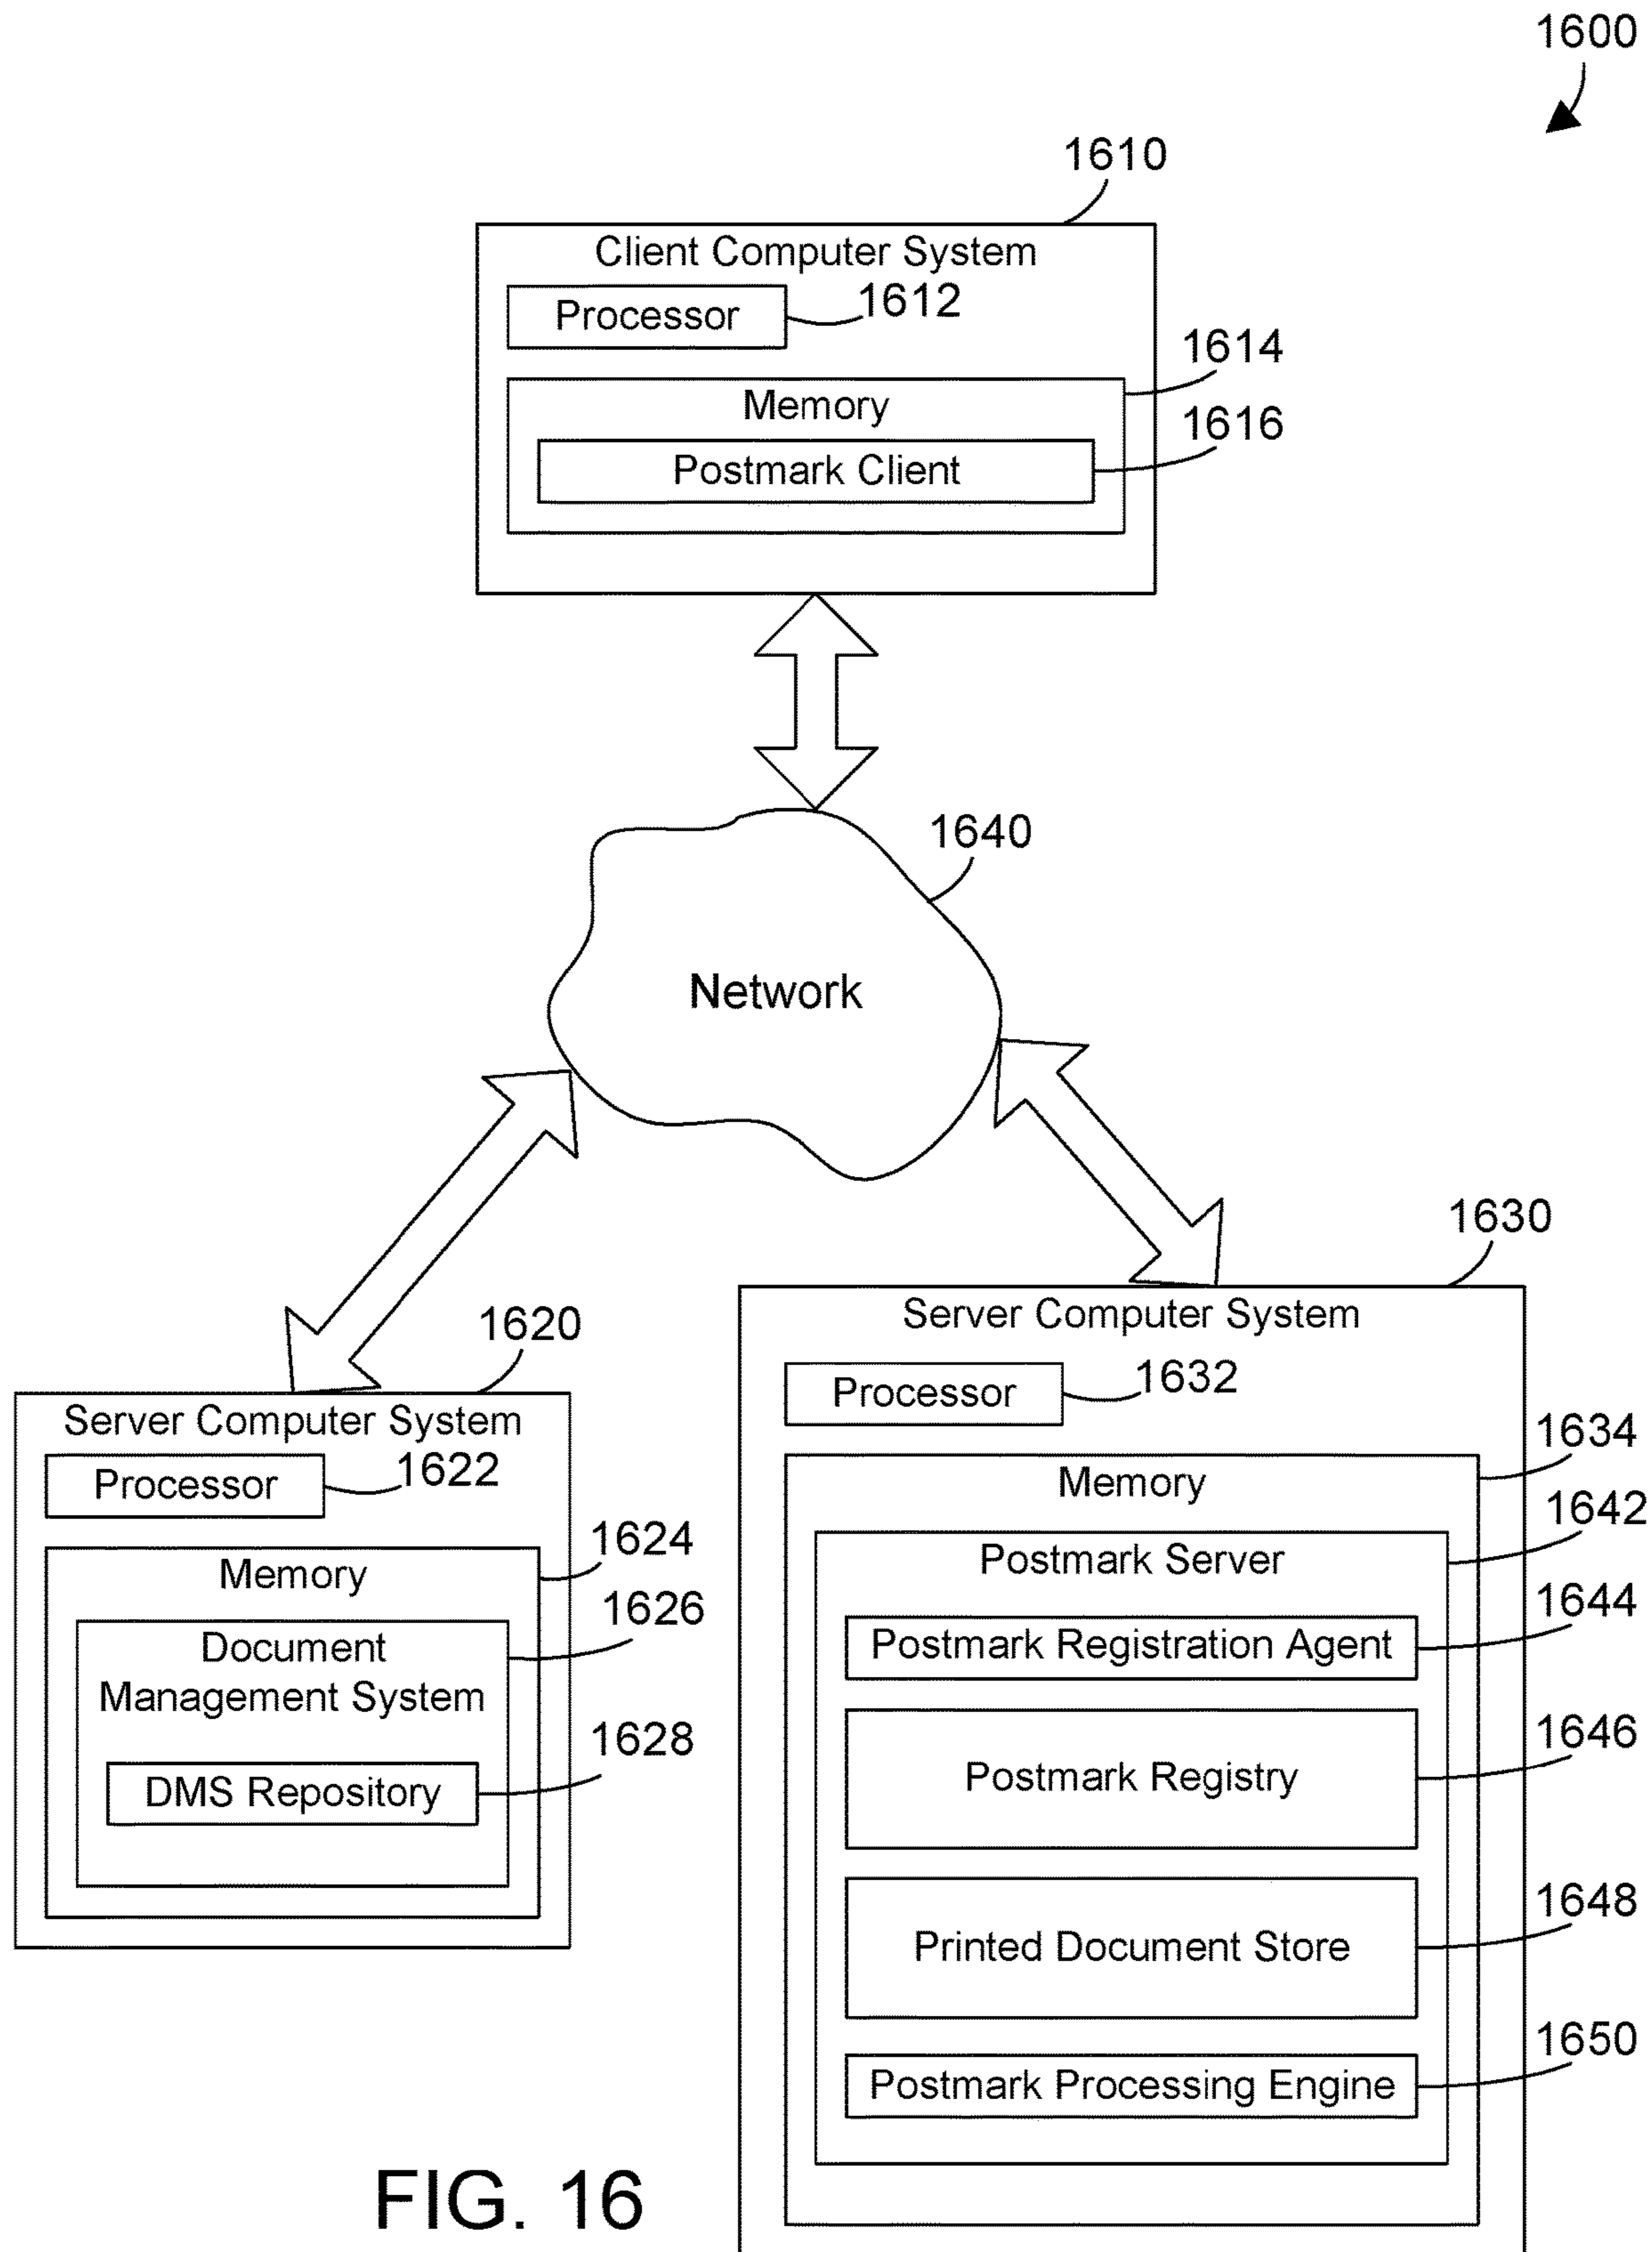 1600
1610
Client Computer System
Processor
1612
1614
Memory
1616
Postmark Client
1640
Network
1630
Server Computer System
1620
Server Computer System
Processor
1632
Processor
1622
1634
Memory
1642
1624
Memory
Postmark Server
1626
1644
Document
Management System
Postmark Registration Agent
1628
1646
DMS Repository
Postmark Registry
1648
Printed Document Store
1650
Postmark Processing Engine
FIG. 16